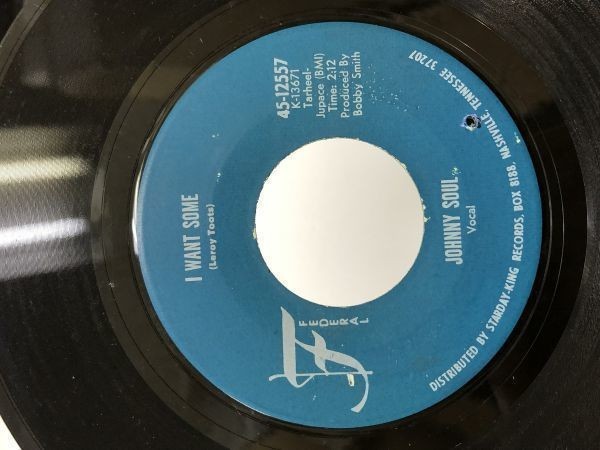 FEDERAL
45-12557
K-13671
Tarheel-
Jupace (BMI)
Time: 2:12
Produced By
Bobby Smith
I WANT SOME
(Leroy Toots)
JOHNNY SOUL
Vocal
DISTRIBUTED BY STARDAY-KING RECORDS, BOX 8188, NASHVILLE, TENNESSEE 37207